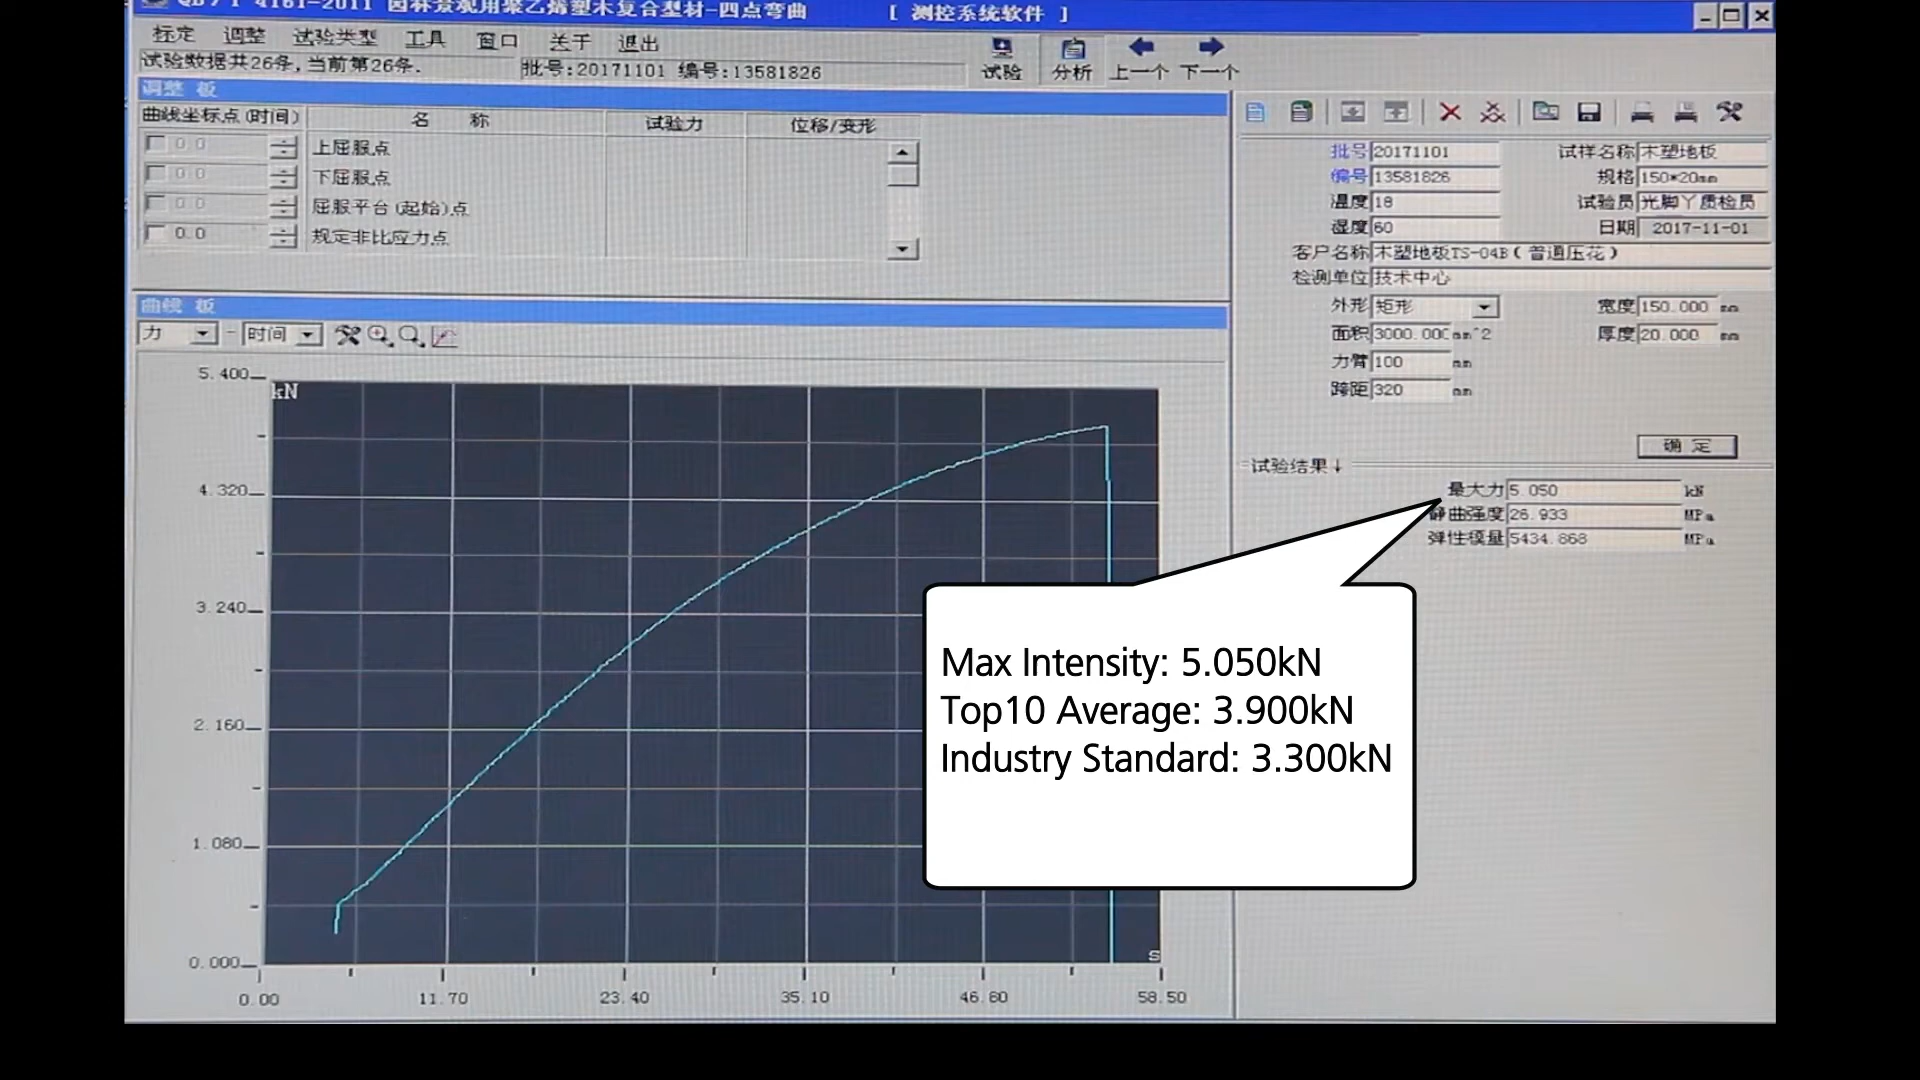 QB/T 4161-2011 园林景观用聚乙烯塑木复合型材-四点弯曲 [ 测控系统软件 ]
标定 调整 试验类型 工具 窗口 关于 退出
试验数据共26条,当前第26条. 批号:20171101 编号:13581826 试验 分析 上一个 下一个
调整 板
曲线坐标点(时间) 名 称 试验力 位移/变形
0.0 上屈服点
0.0 下屈服点
0.0 屈服平台(起始)点
0.0 规定非比应力点
批号 20171101 试样名称 木塑地板
编号 13581826 规格 150*20mm
温度 18 试验员 光脚丫质检员
湿度 60 日期 2017-11-01
客户名称 木塑地板TS-04B(普通压花)
检测单位 技术中心
外形 矩形 宽度 150.000 mm
面积 3000.000 mm^2 厚度 20.000 mm
力臂 100 mm
跨距 320 mm
确 定
试验结果↓
最大力 5.050 kN
静曲强度 26.933 MPa
弹性模量 5434.868 MPa
曲线 板
力 - 时间
kN
5.400
4.320
3.240
2.160
1.080
0.000
s
0.00 11.70 23.40 35.10 46.80 58.50
Max Intensity: 5.050kN
Top10 Average: 3.900kN
Industry Standard: 3.300kN